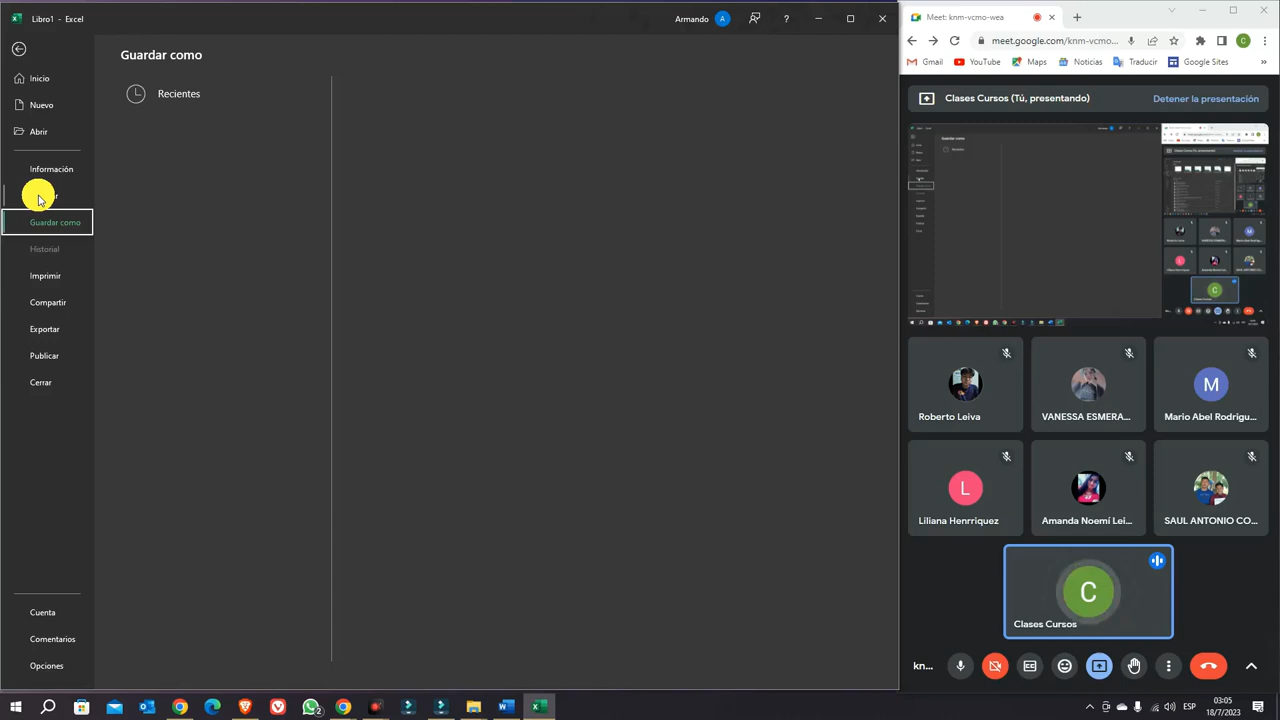 Libro1 - Excel
Armando
A
?
Guardar como
Inicio
Recientes
Nuevo
Abrir
Información
Guardar como
Historial
Imprimir
Compartir
Exportar
Publicar
Cerrar
Cuenta
Comentarios
Opciones
Meet: knm-vcmo-wea
meet.google.com/knm-vcmo...
C
Gmail
YouTube
Maps
Noticias
Traducir
Google Sites
»
Clases Cursos (Tú, presentando)
Detener la presentación
Roberto Leiva
VANESSA ESMERA...
M
Mario Abel Rodrigu...
L
Liliana Henrriquez
Amanda Noemi Lei...
SAUL ANTONIO CO...
C
Clases Cursos
kn...
2
ESP
03:05
18/7/2023